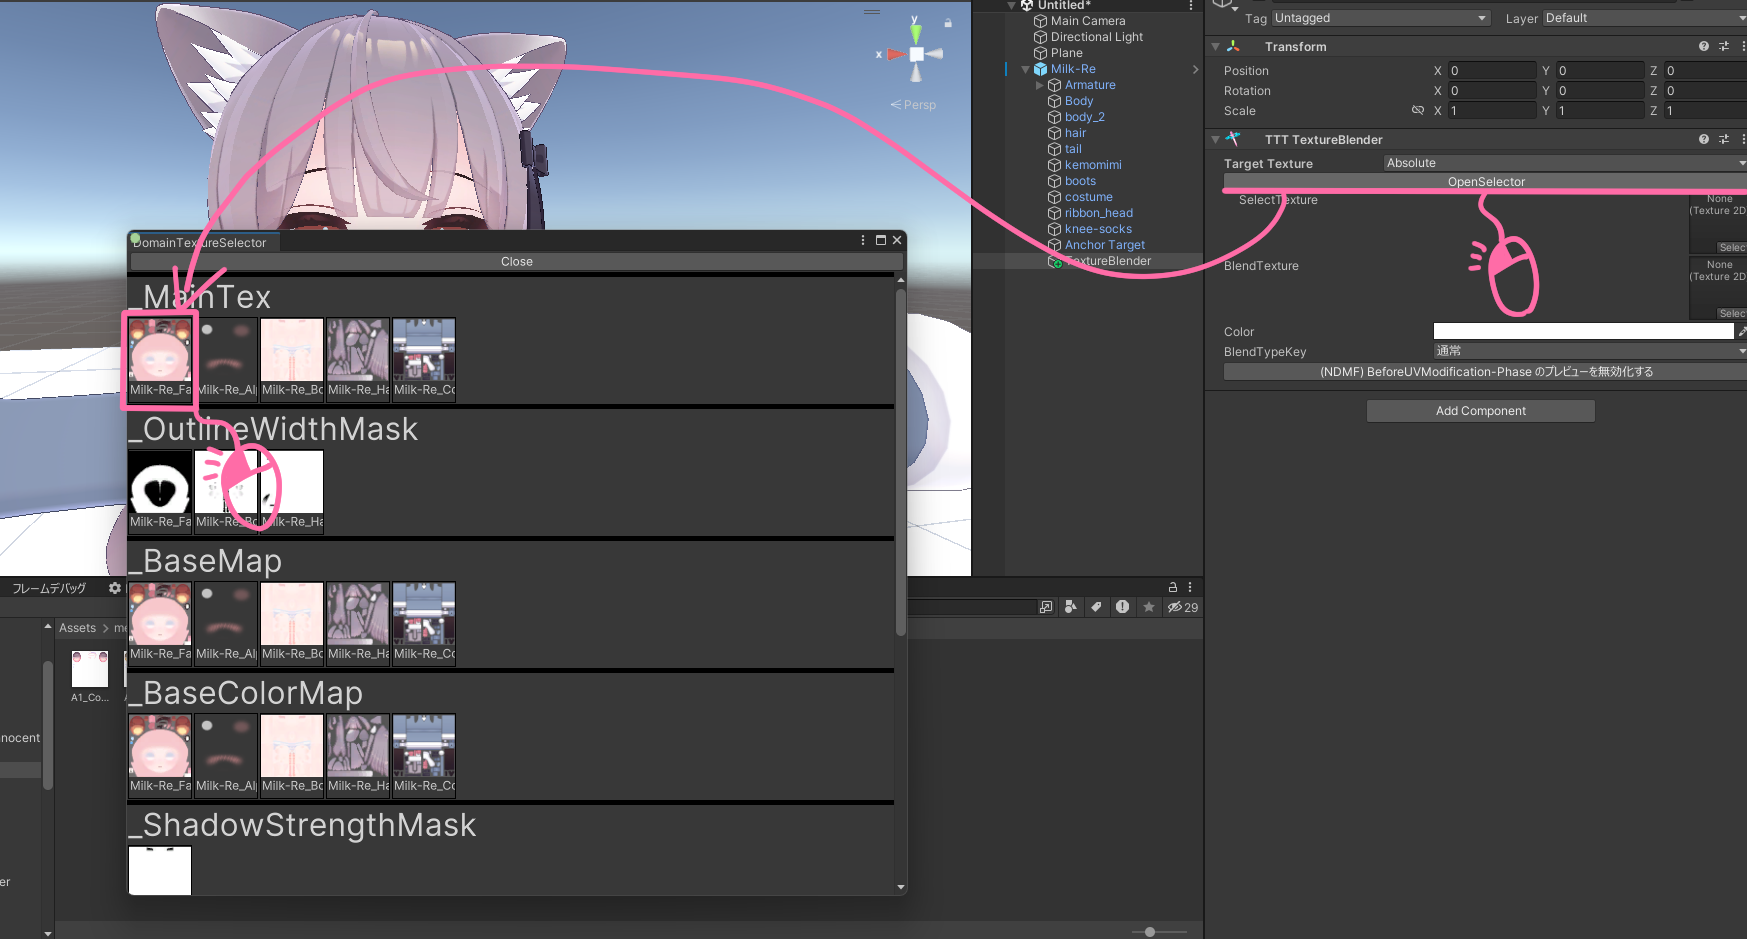 Untitled*
Main Camera
Directional Light
Plane
Milk-Re
Armature
Body
body_2
hair
tail
kemomimi
boots
costume
ribbon_head
knee-socks
Anchor Target
TextureBlender
y
x
Persp
Tag Untagged Layer Default
Transform
Position X 0 Y 0 Z 0
Rotation X 0 Y 0 Z 0
Scale X 1 Y 1 Z 1
TTT TextureBlender
Target Texture Absolute
OpenSelector
SelectTexture
None
(Texture 2D
Selec
BlendTexture
None
(Texture 2D
Selec
Color
BlendTypeKey 通常
(NDMF) BeforeUVModification-Phase のプレビューを無効化する
Add Component
DomainTextureSelector
Close
_MainTex
Milk-Re_Fa Milk-Re_Al Milk-Re_Bo Milk-Re_Ha Milk-Re_Co
_OutlineWidthMask
Milk-Re_Fa Milk-Re_Bo Milk-Re_Ha
_BaseMap
Milk-Re_Fa Milk-Re_Al Milk-Re_Bo Milk-Re_Ha Milk-Re_Co
_BaseColorMap
Milk-Re_Fa Milk-Re_Al Milk-Re_Bo Milk-Re_Ha Milk-Re_Co
_ShadowStrengthMask
フレームデバッグ
29
Assets > me
A1_Co...
nocent
er